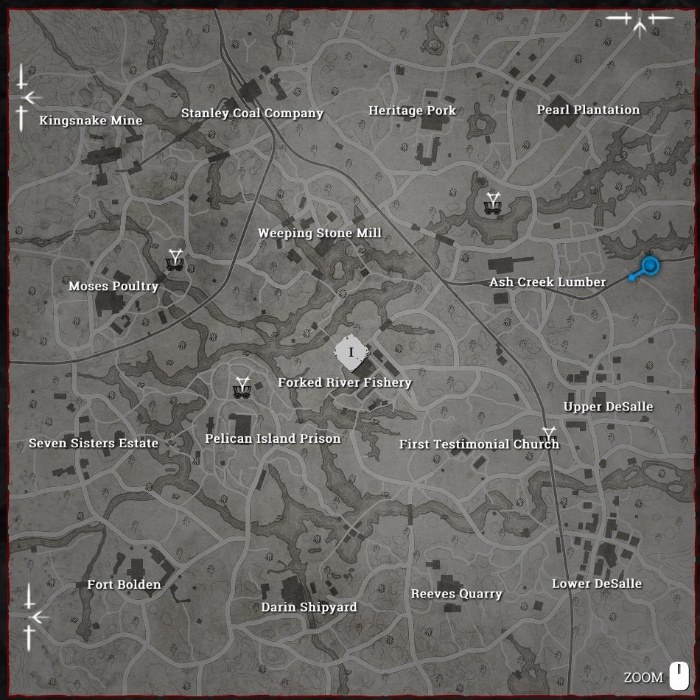 Stanley Coal Company
Heritage Pork
Pearl Plantation
Kingsnake Mine
Weeping Stone Mill
Moses Poultry
Ash Creek Lumber
I
Forked River Fishery
Upper DeSalle
Seven Sisters Estate
Pelican Island Prison
First Testimonial Church
Fort Bolden
Lower DeSalle
Reeves Quarry
Darin Shipyard
ZOOM